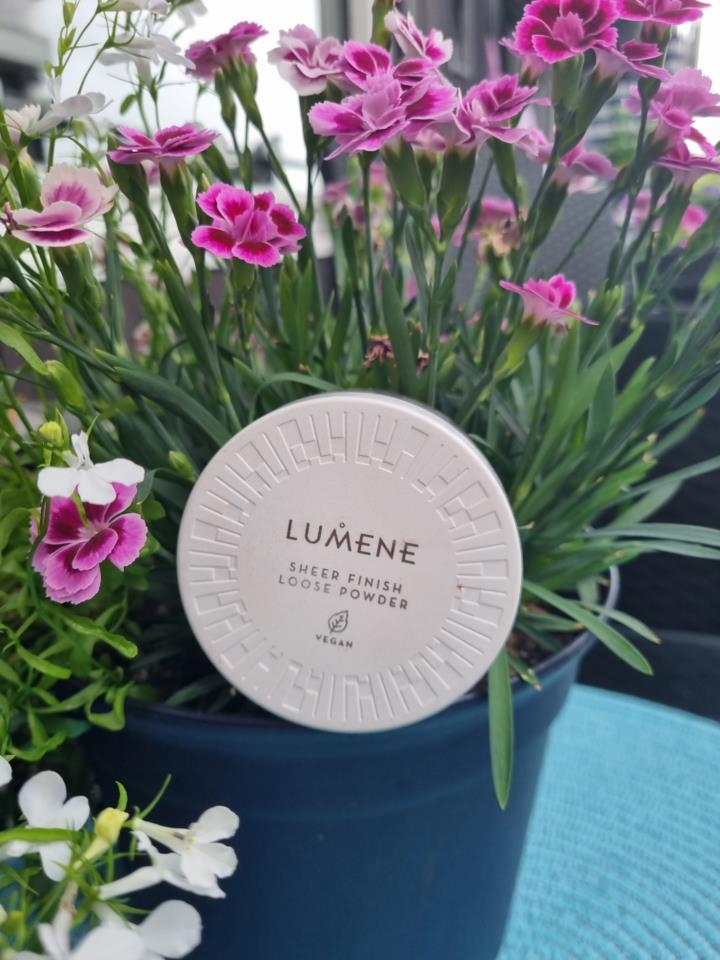 LUMENE
SHEER FINISH
LOOSE POWDER
VEGAN